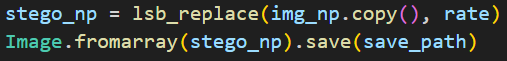 stego_np = lsb_replace(img_np.copy(), rate)
Image.fromarray(stego_np).save(save_path)